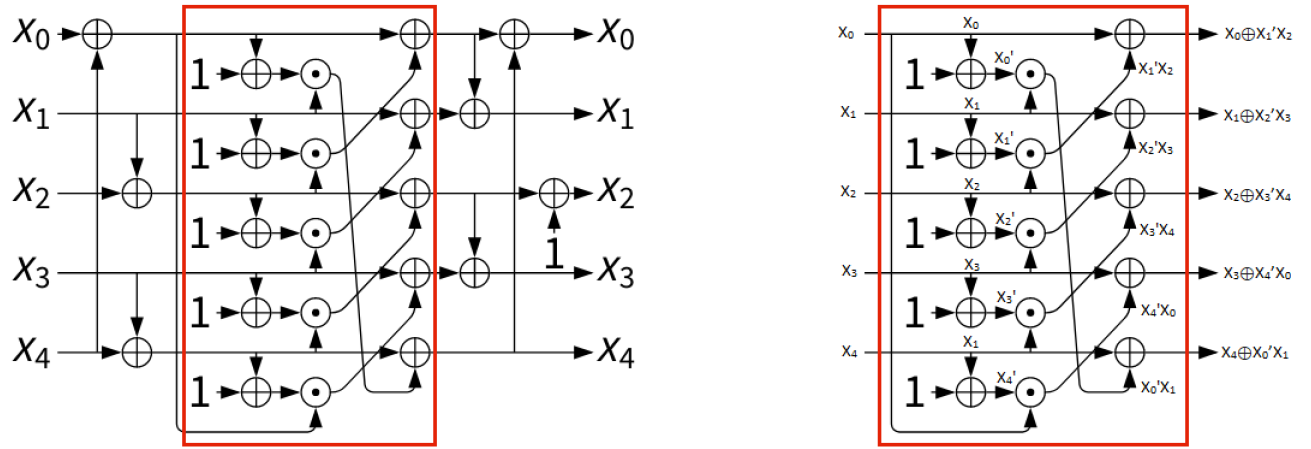 x₀ x₀
1
x₁ x₁
1
x₂ x₂
1 1
x₃ x₃
1
x₄ x₄
1
X₀ X₀ X₀⊕X₁'X₂
1 X₀' X₁'X₂
X₁ X₁ X₁⊕X₂'X₃
1 X₁' X₂'X₃
X₂ X₂ X₂⊕X₃'X₄
1 X₂' X₃'X₄
X₃ X₃ X₃⊕X₄'X₀
1 X₃' X₄'X₀
X₄ X₁ X₄⊕X₀'X₁
1 X₄' X₀'X₁